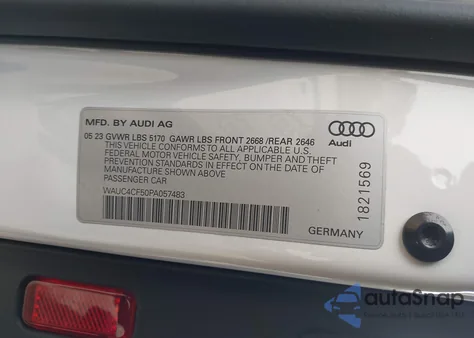 MFD. BY AUDI AG
05 23 GVWR LBS 5170 GAWR LBS FRONT 2668 /REAR 2646
THIS VEHICLE CONFORMS TO ALL APPLICABLE U.S.
FEDERAL MOTOR VEHICLE SAFETY, BUMPER AND THEFT
PREVENTION STANDARDS IN EFFECT ON THE DATE OF
MANUFACTURE SHOWN ABOVE
PASSENGER CAR
WAUC4CF50PA057483
Audi
1821569
GERMANY
autoSnap